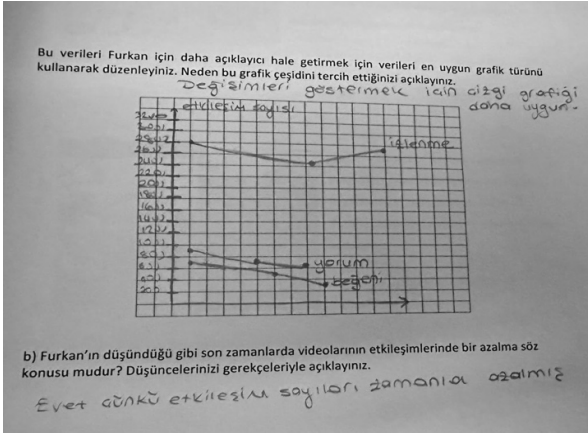 Bu verileri Furkan için daha açıklayıcı hale getirmek için verileri en uygun grafik türünü
kullanarak düzenleyiniz. Neden bu grafik çeşidini tercih ettiğinizi açıklayınız.
Değişimleri göstermek için çizgi grafiği
daha uygun.
etkileşim sayısı
izlenme
yorum
beğeni
b) Furkan'ın düşündüğü gibi son zamanlarda videolarının etkileşimlerinde bir azalma söz
konusu mudur? Düşüncelerinizi gerekçeleriyle açıklayınız.
Evet çünkü etkileşim sayıları zamanla azalmış